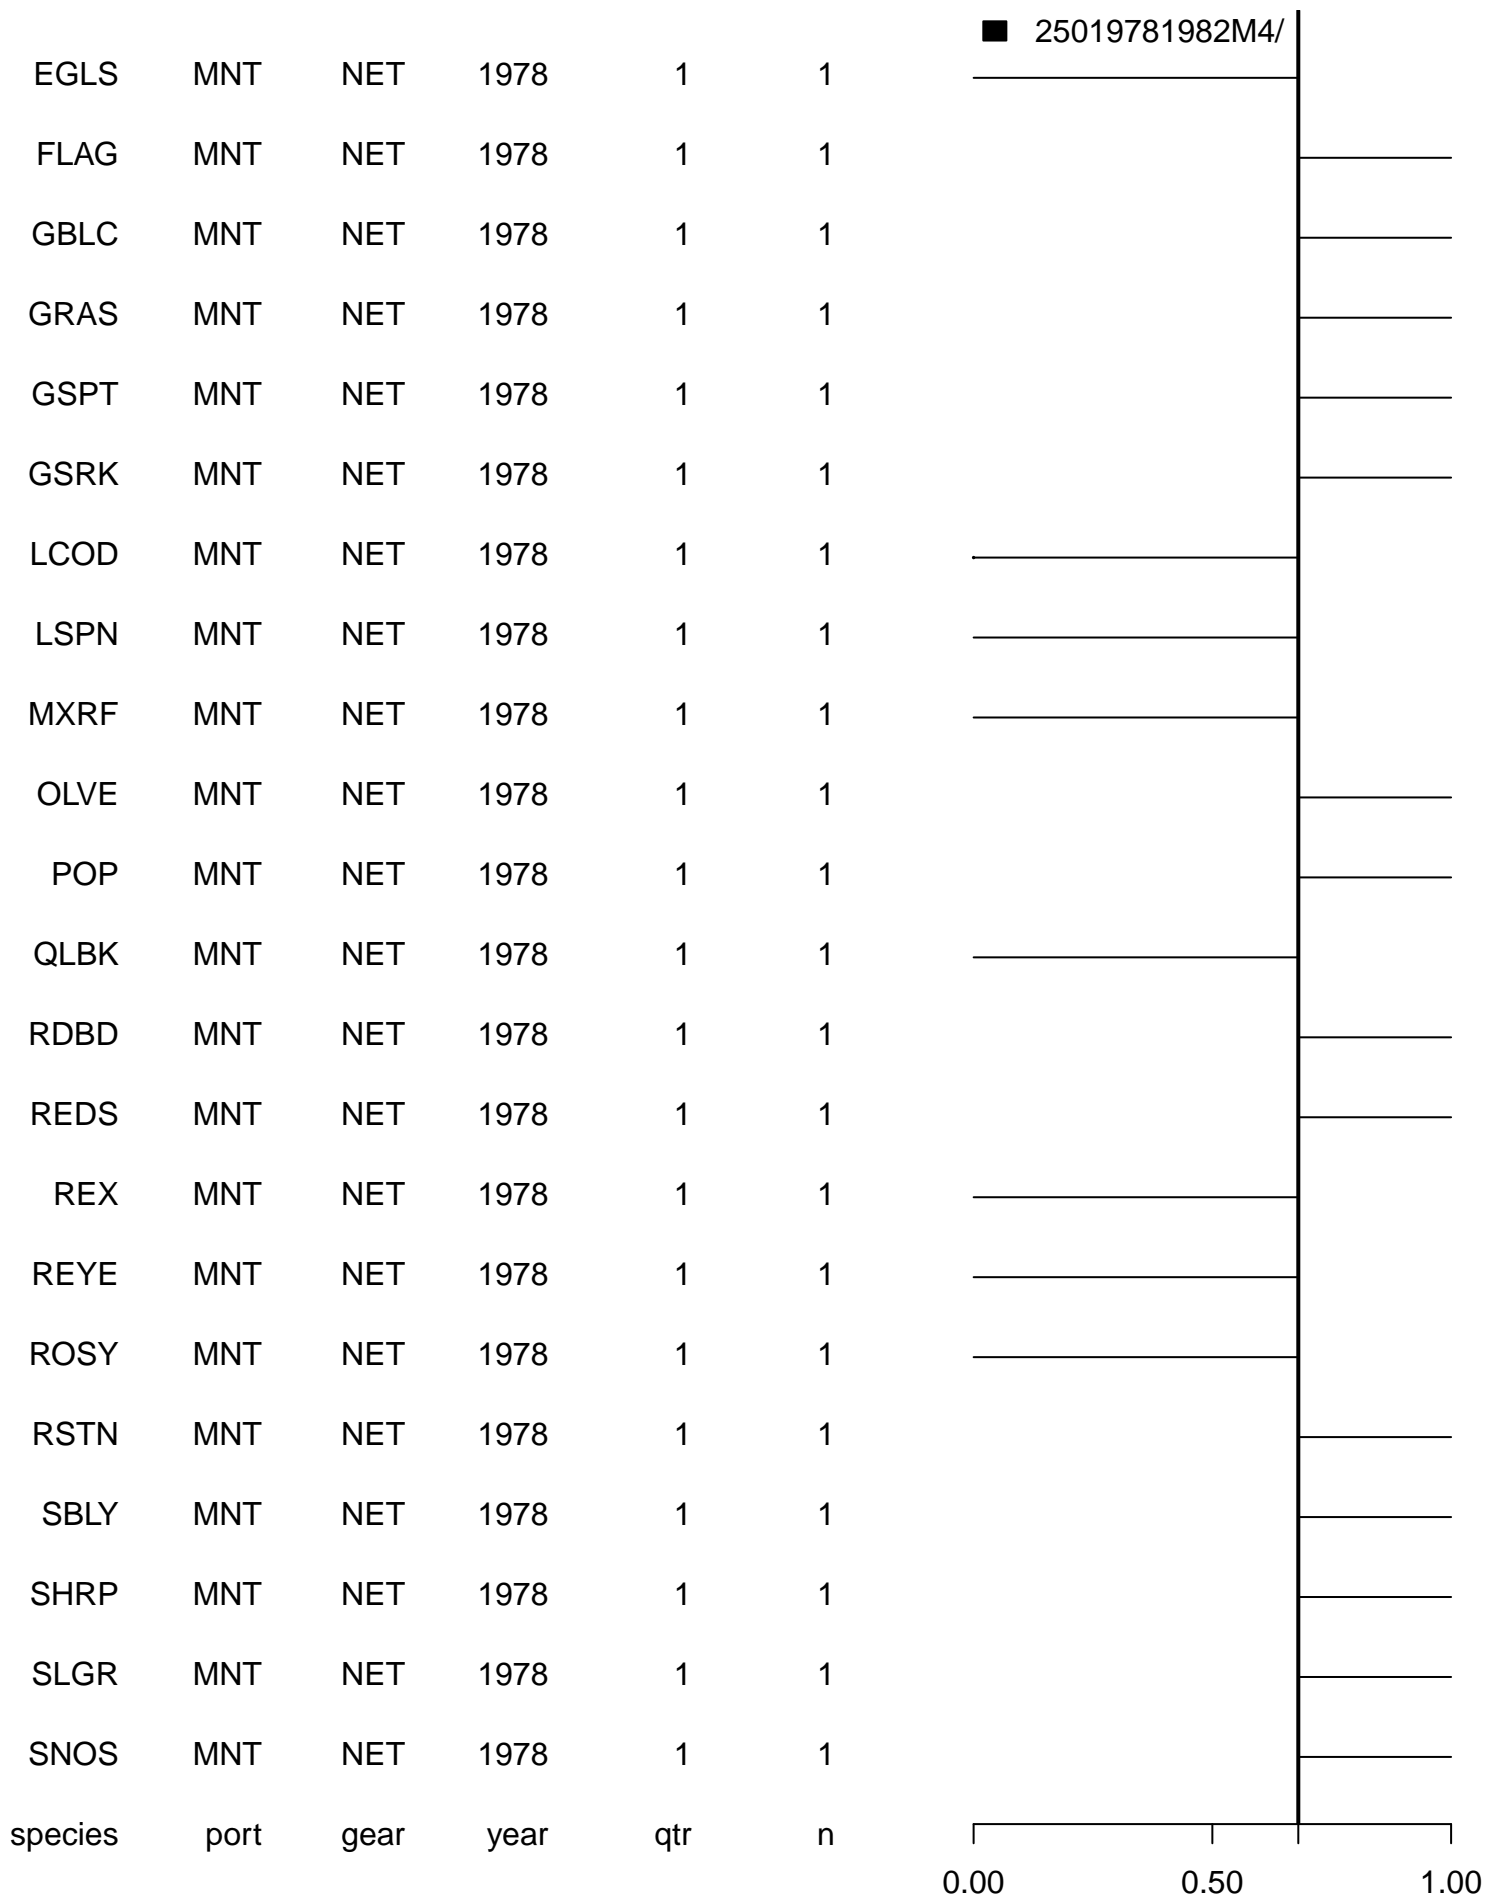 25019781982M4/
EGLS MNT NET 1978 1 1
FLAG MNT NET 1978 1 1
GBLC MNT NET 1978 1 1
GRAS MNT NET 1978 1 1
GSPT MNT NET 1978 1 1
GSRK MNT NET 1978 1 1
LCOD MNT NET 1978 1 1
LSPN MNT NET 1978 1 1
MXRF MNT NET 1978 1 1
OLVE MNT NET 1978 1 1
POP MNT NET 1978 1 1
QLBK MNT NET 1978 1 1
RDBD MNT NET 1978 1 1
REDS MNT NET 1978 1 1
REX MNT NET 1978 1 1
REYE MNT NET 1978 1 1
ROSY MNT NET 1978 1 1
RSTN MNT NET 1978 1 1
SBLY MNT NET 1978 1 1
SHRP MNT NET 1978 1 1
SLGR MNT NET 1978 1 1
SNOS MNT NET 1978 1 1
species port gear year qtr n
0.00 0.50 1.00